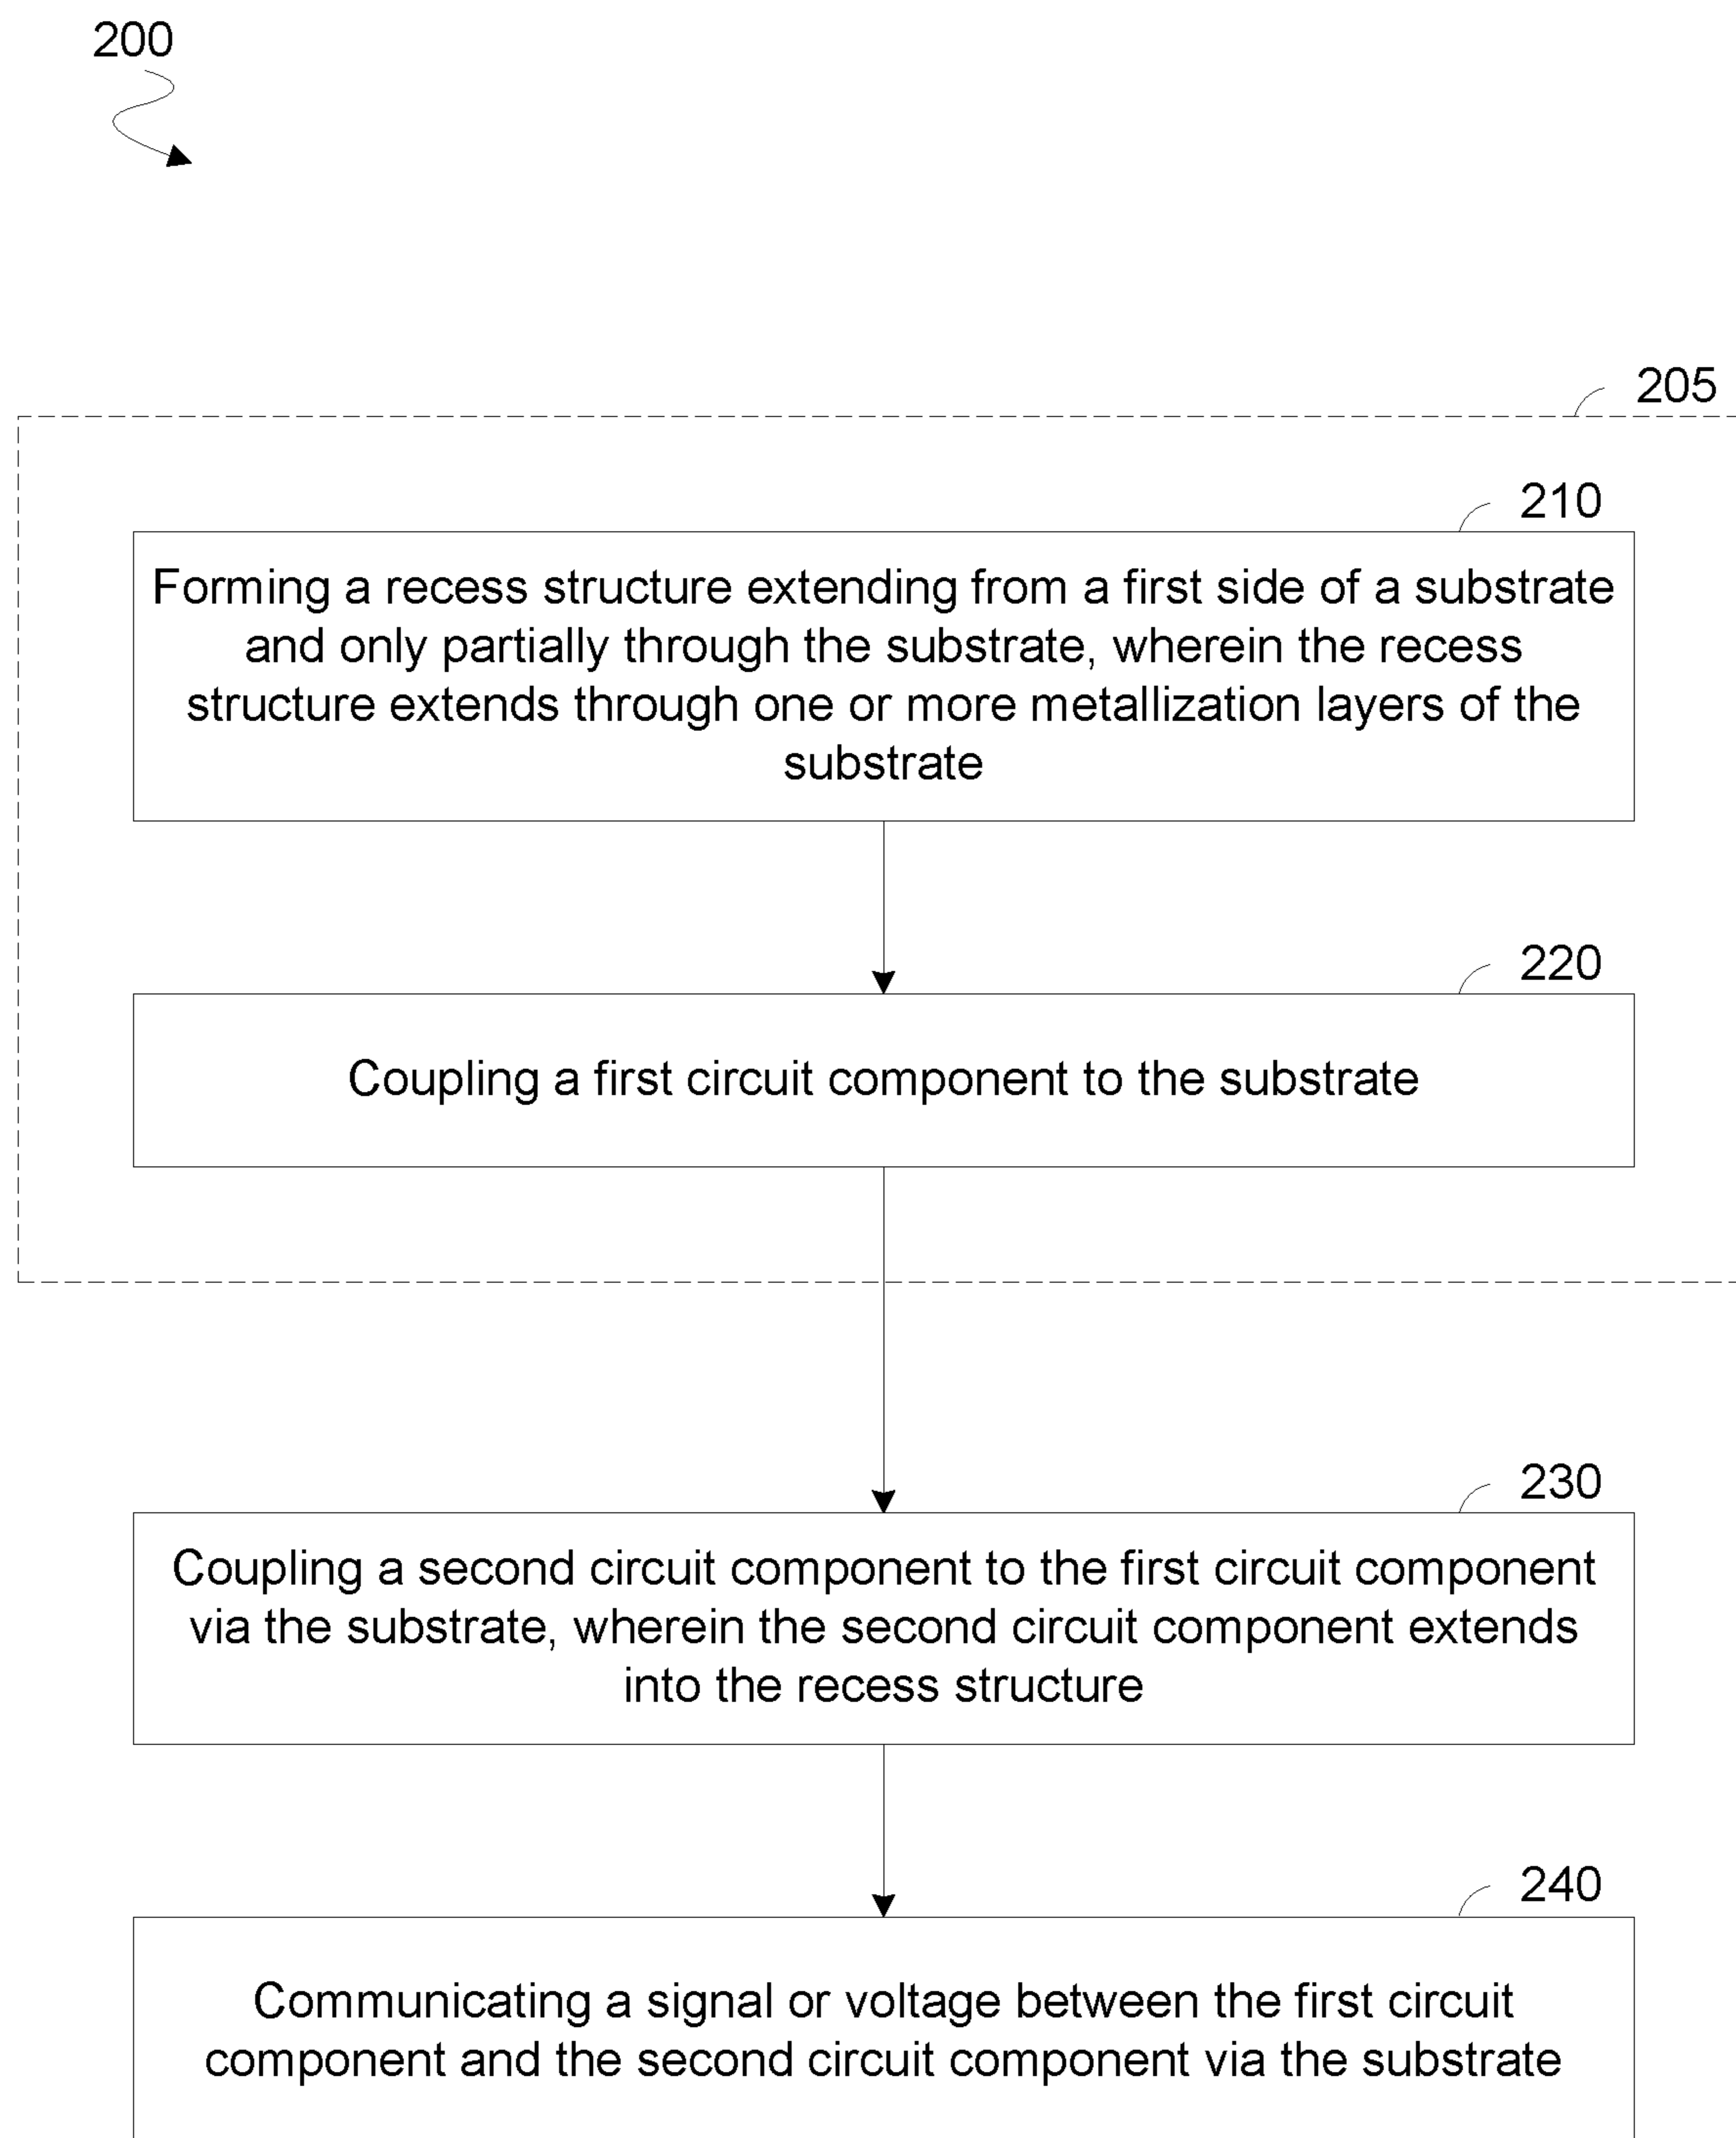 200
205
210
Forming a recess structure extending from a first side of a substrate
and only partially through the substrate, wherein the recess
structure extends through one or more metallization layers of the
substrate
220
Coupling a first circuit component to the substrate
230
Coupling a second circuit component to the first circuit component
via the substrate, wherein the second circuit component extends
into the recess structure
240
Communicating a signal or voltage between the first circuit
component and the second circuit component via the substrate